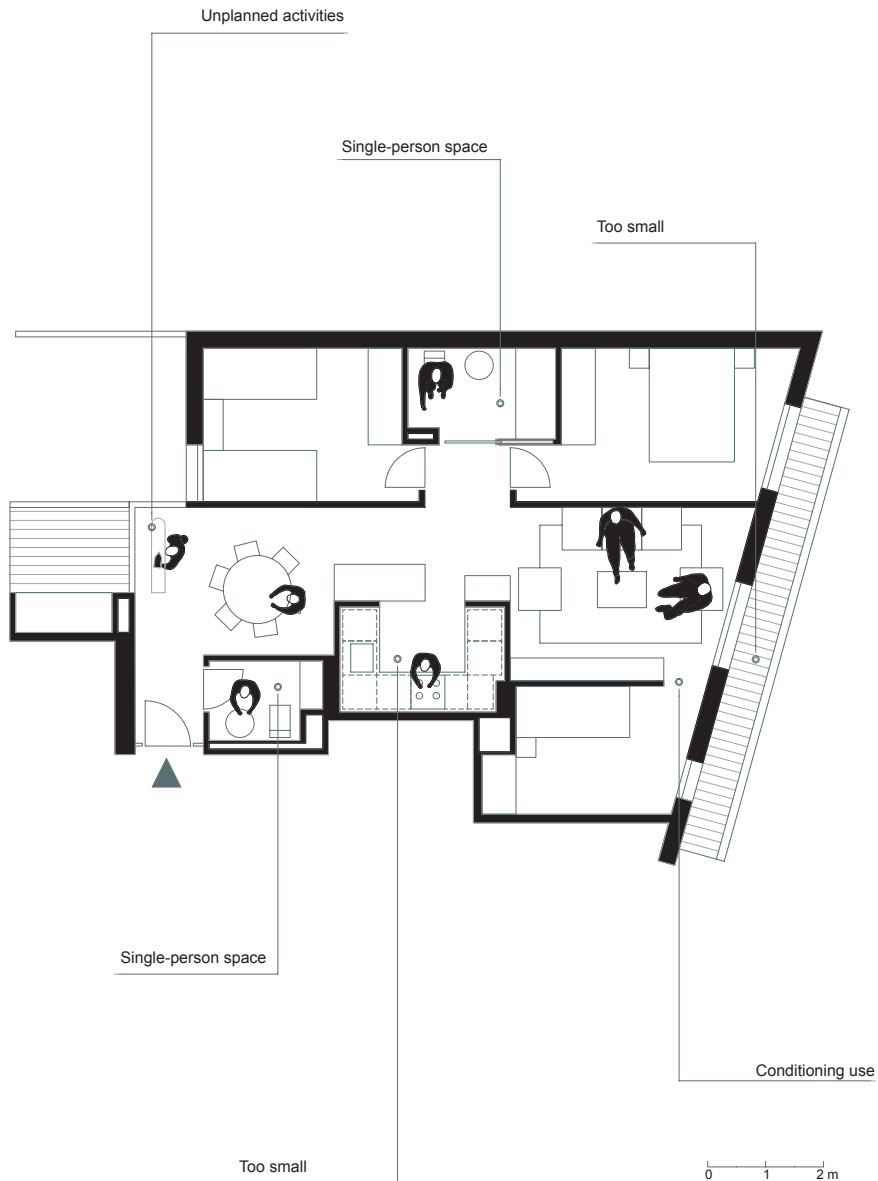 Unplanned activities
Single-person space
Too small
Single-person space
Conditioning use
Too small
0 1 2 m